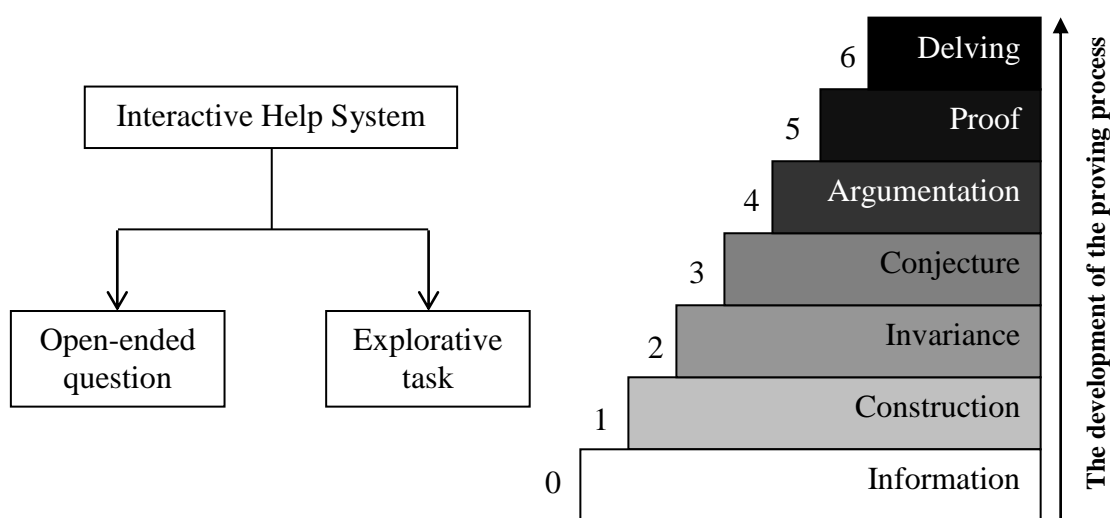 Interactive Help System
Open-ended
question
Explorative
task
6
Delving
5
Proof
4
Argumentation
3
Conjecture
2
Invariance
1
Construction
0
Information
The development of the proving process